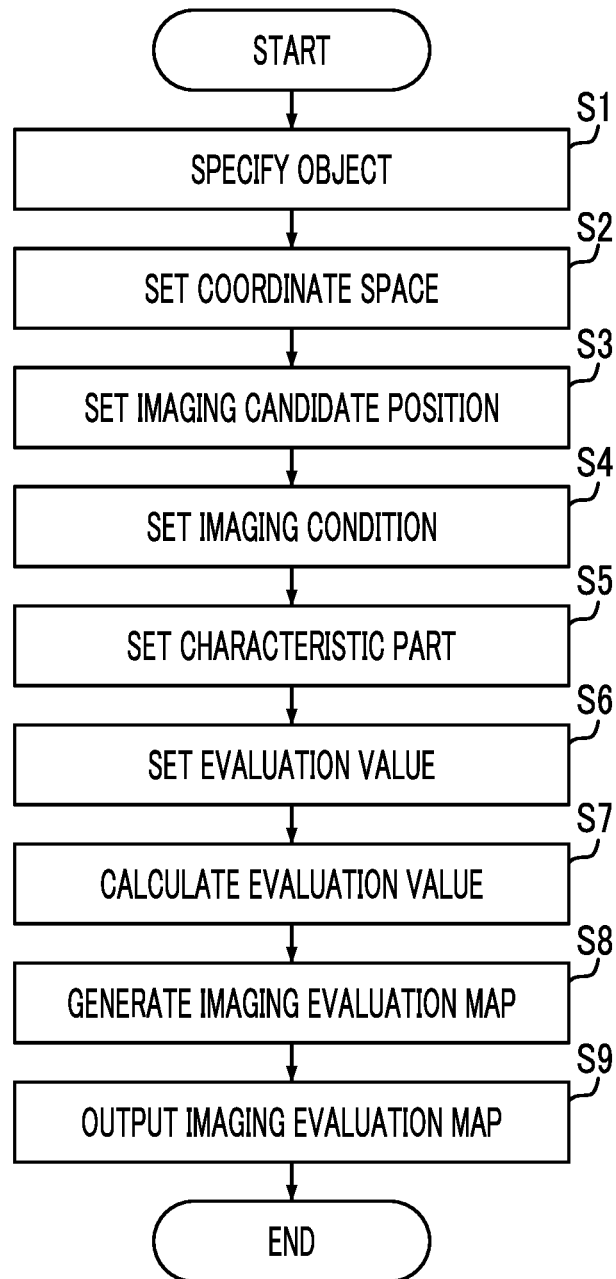 START
S1
SPECIFY OBJECT
S2
SET COORDINATE SPACE
S3
SET IMAGING CANDIDATE POSITION
S4
SET IMAGING CONDITION
S5
SET CHARACTERISTIC PART
S6
SET EVALUATION VALUE
S7
CALCULATE EVALUATION VALUE
S8
GENERATE IMAGING EVALUATION MAP
S9
OUTPUT IMAGING EVALUATION MAP
END